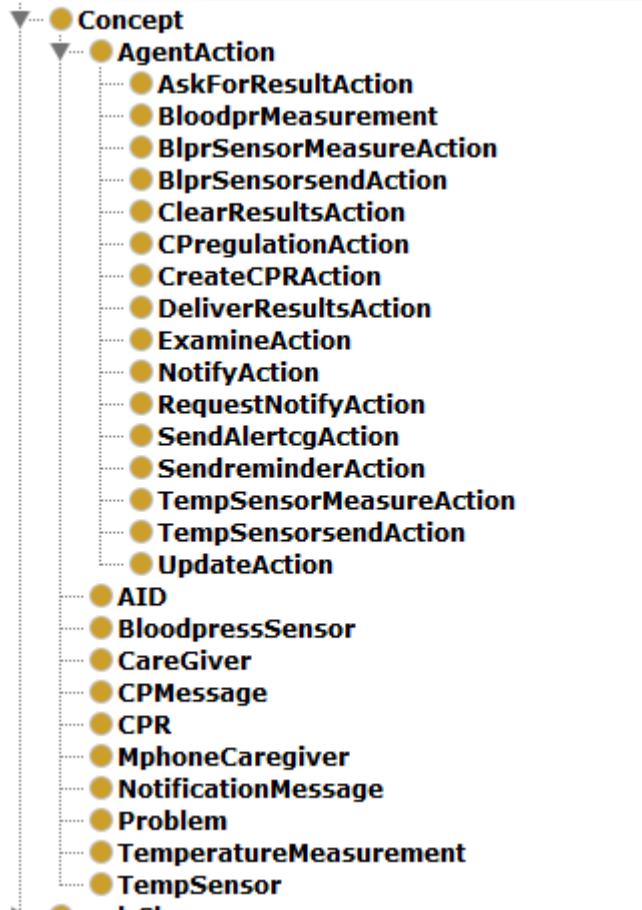 Concept
AgentAction
AskForResultAction
BloodprMeasurement
BlprSensorMeasureAction
BlprSensorsendAction
ClearResultsAction
CPregulationAction
CreateCPRAction
DeliverResultsAction
ExamineAction
NotifyAction
RequestNotifyAction
SendAlertcgAction
SendreminderAction
TempSensorMeasureAction
TempSensorsendAction
UpdateAction
AID
BloodpressSensor
CareGiver
CPMessage
CPR
MphoneCaregiver
NotificationMessage
Problem
TemperatureMeasurement
TempSensor